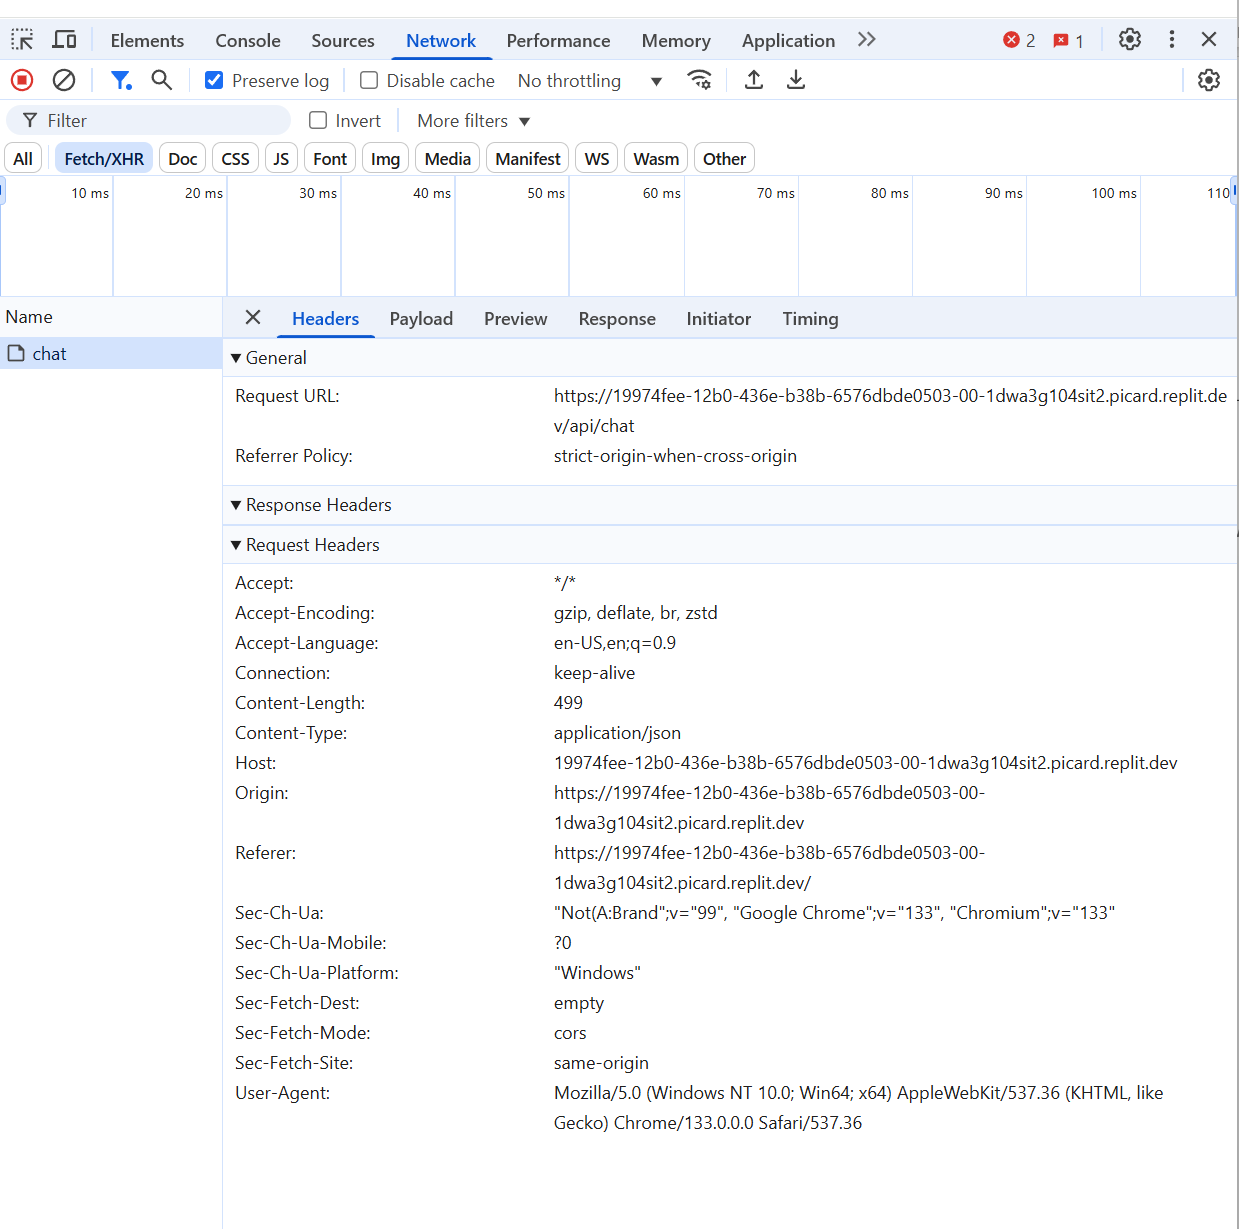 Elements Console Sources Network Performance Memory Application 2 1
Preserve log Disable cache No throttling
Filter Invert More filters
All Fetch/XHR Doc CSS JS Font Img Media Manifest WS Wasm Other
10 ms 20 ms 30 ms 40 ms 50 ms 60 ms 70 ms 80 ms 90 ms 100 ms 110
Name Headers Payload Preview Response Initiator Timing
chat
General
Request URL: https://19974fee-12b0-436e-b38b-6576dbde0503-00-1dwa3g104sit2.picard.replit.de
v/api/chat
Referrer Policy: strict-origin-when-cross-origin
Response Headers
Request Headers
Accept: */*
Accept-Encoding: gzip, deflate, br, zstd
Accept-Language: en-US,en;q=0.9
Connection: keep-alive
Content-Length: 499
Content-Type: application/json
Host: 19974fee-12b0-436e-b38b-6576dbde0503-00-1dwa3g104sit2.picard.replit.dev
Origin: https://19974fee-12b0-436e-b38b-6576dbde0503-00-
1dwa3g104sit2.picard.replit.dev
Referer: https://19974fee-12b0-436e-b38b-6576dbde0503-00-
1dwa3g104sit2.picard.replit.dev/
Sec-Ch-Ua: "Not(A:Brand";v="99", "Google Chrome";v="133", "Chromium";v="133"
Sec-Ch-Ua-Mobile: ?0
Sec-Ch-Ua-Platform: "Windows"
Sec-Fetch-Dest: empty
Sec-Fetch-Mode: cors
Sec-Fetch-Site: same-origin
User-Agent: Mozilla/5.0 (Windows NT 10.0; Win64; x64) AppleWebKit/537.36 (KHTML, like
Gecko) Chrome/133.0.0.0 Safari/537.36